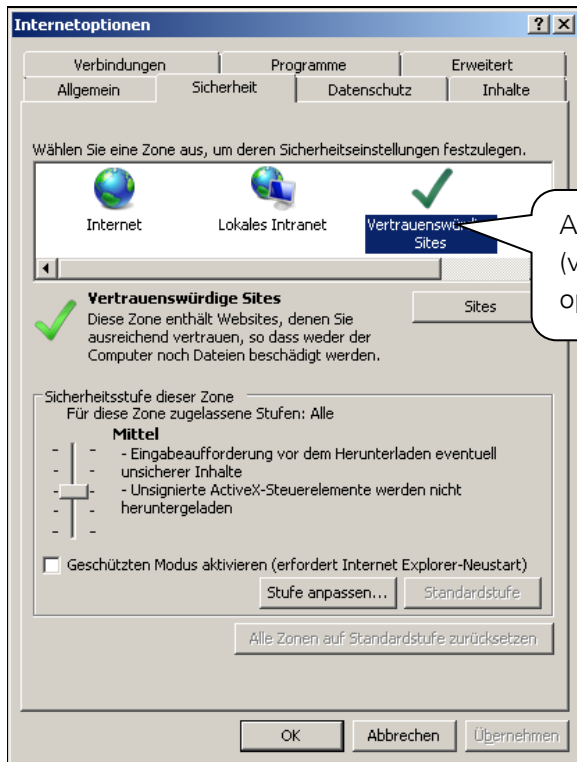 Internetoptionen
Verbindungen Programme Erweitert
Allgemein Sicherheit Datenschutz Inhalte
Wählen Sie eine Zone aus, um deren Sicherheitseinstellungen festzulegen.
Internet Lokales Intranet
Sites
Vertrauenswürdige Sites
Diese Zone enthält Websites, denen Sie
ausreichend vertrauen, so dass weder der
Computer noch Dateien beschädigt werden.
Sites
Sicherheitsstufe dieser Zone
Für diese Zone zugelassene Stufen: Alle
Mittel
- Eingabeaufforderung vor dem Herunterladen eventuell
unsicherer Inhalte
- Unsignierte ActiveX-Steuerelemente werden nicht
heruntergeladen
Geschützten Modus aktivieren (erfordert Internet Explorer-Neustart)
Stufe anpassen... Standardstufe
Alle Zonen auf Standardstufe zurücksetzen
OK Abbrechen Übernehmen